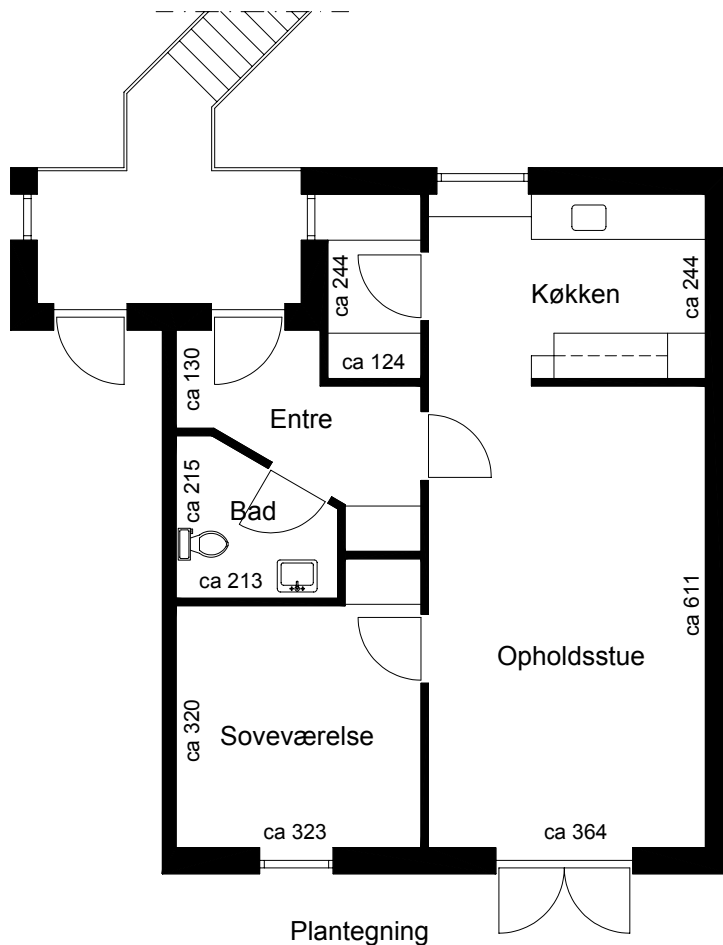 ca 244
Køkken
ca 244
ca 124
ca 130
Entre
ca 215
Bad
ca 213
ca 611
Opholdsstue
ca 320
Soveværelse
ca 323
ca 364
Plantegning